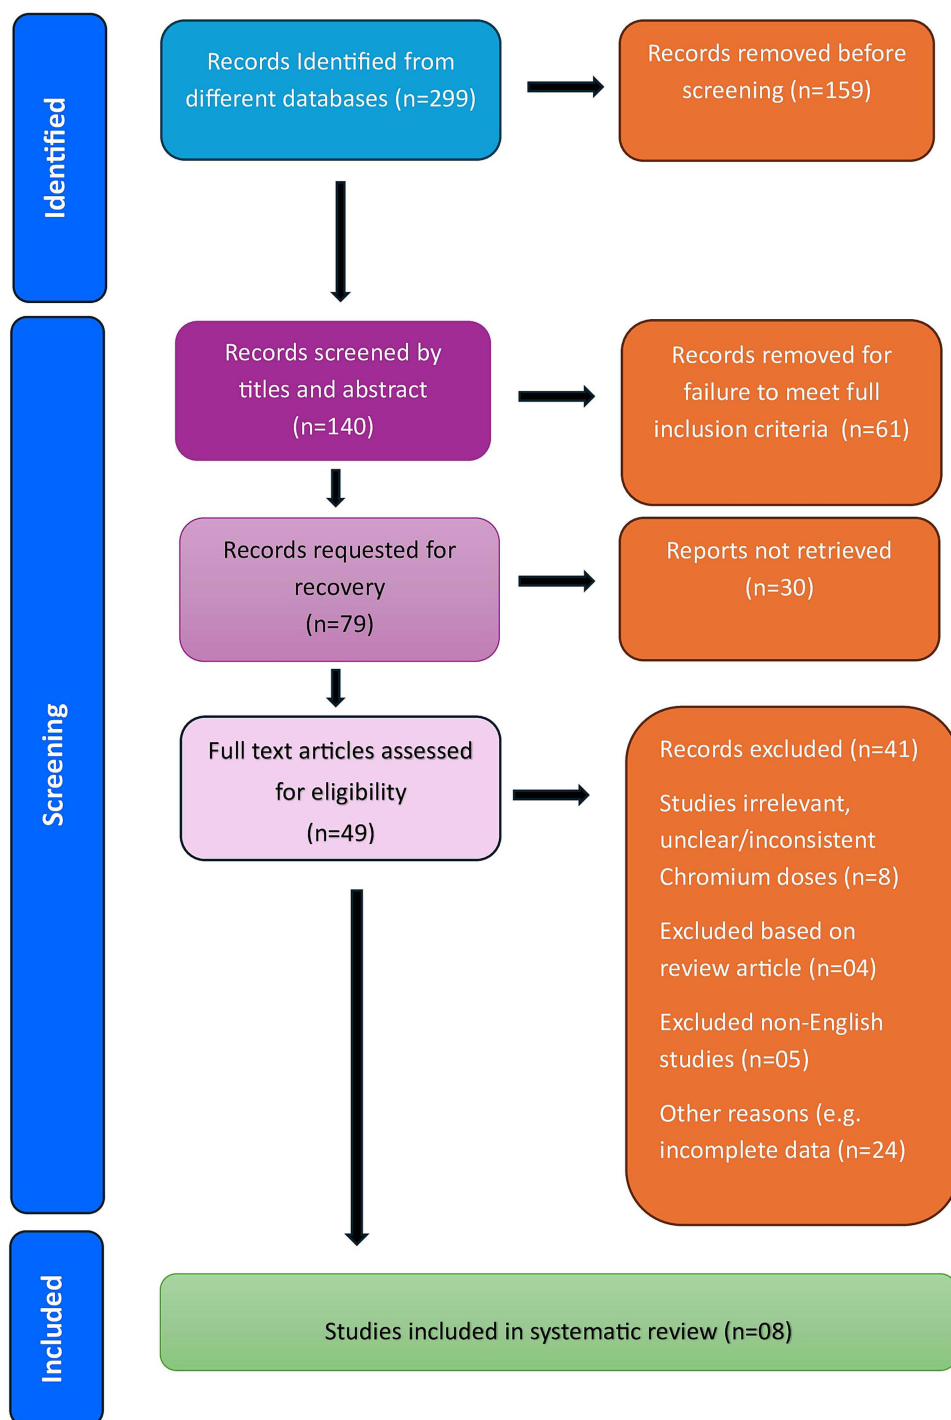 Identified
Records Identified from
different databases (n=299)
Records removed before
screening (n=159)
Screening
Records screened by
titles and abstract
(n=140)
Records removed for
failure to meet full
inclusion criteria (n=61)
Records requested for
recovery
(n=79)
Reports not retrieved
(n=30)
Full text articles assessed
for eligibility
(n=49)
Records excluded (n=41)
Studies irrelevant,
unclear/inconsistent
Chromium doses (n=8)
Excluded based on
review article (n=04)
Excluded non-English
studies (n=05)
Other reasons (e.g.
incomplete data (n=24)
Included
Studies included in systematic review (n=08)